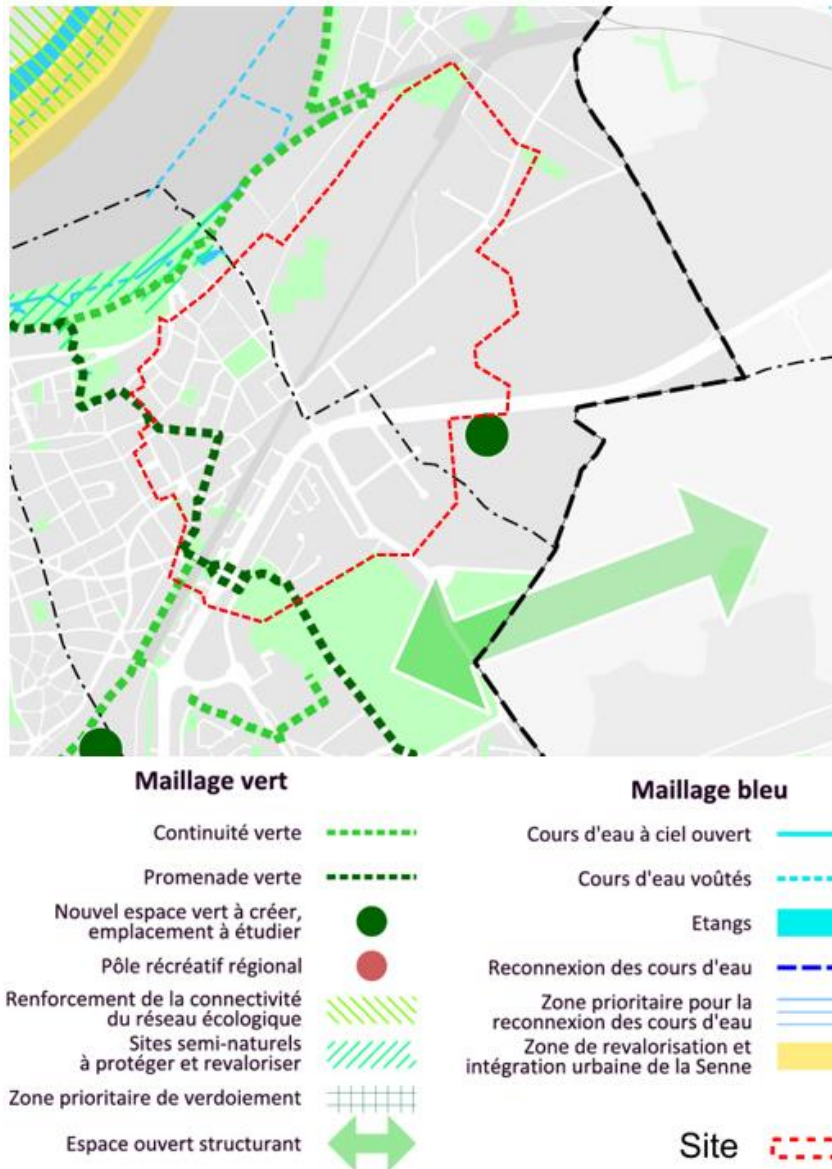 Maillage vert
Continuité verte
Promenade verte
Nouvel espace vert à créer,
emplacement à étudier
Pôle récréatif régional
Renforcement de la connectivité
du réseau écologique
Sites semi-naturels
à protéger et revaloriser
Zone prioritaire de verdoiement
Espace ouvert structurant
Maillage bleu
Cours d'eau à ciel ouvert
Cours d'eau voûtés
Etangs
Reconnexion des cours d'eau
Zone prioritaire pour la
reconnexion des cours d'eau
Zone de revalorisation et
intégration urbaine de la Senne
Site